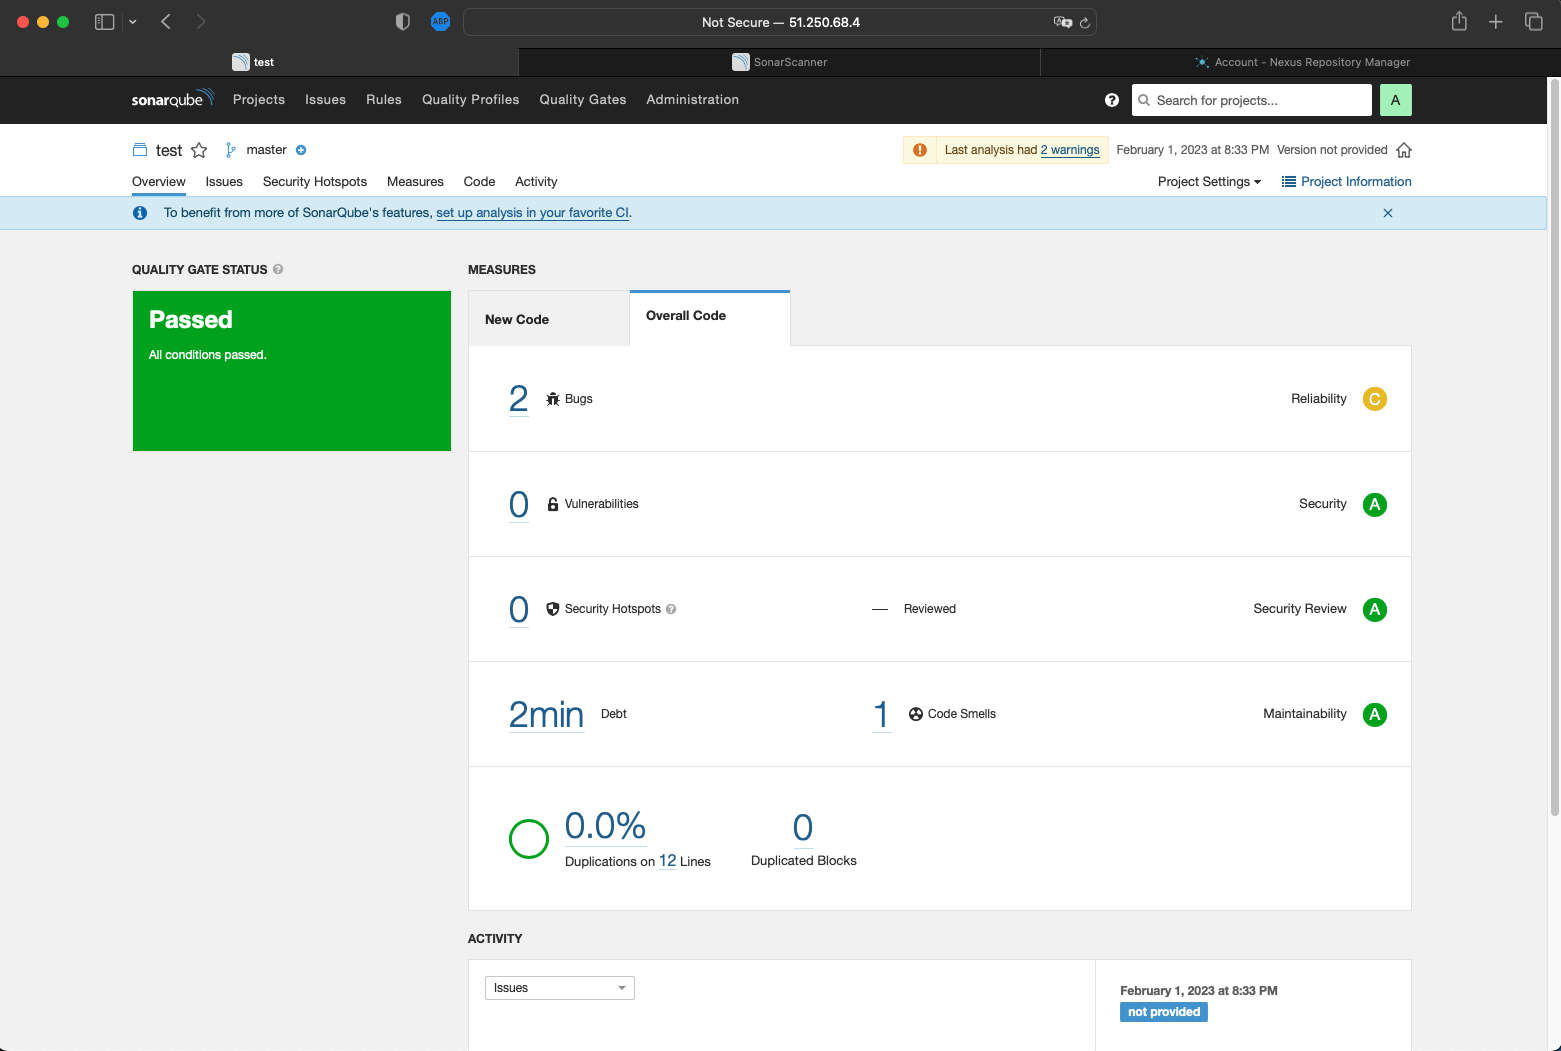 ABP
Not Secure — 51.250.68.4
test
SonarScanner
Account - Nexus Repository Manager
sonarqube Projects Issues Rules Quality Profiles Quality Gates Administration
Search for projects...
A
test
master
Last analysis had 2 warnings
February 1, 2023 at 8:33 PM Version not provided
Overview Issues Security Hotspots Measures Code Activity
Project Settings
Project Information
To benefit from more of SonarQube's features, set up analysis in your favorite CI.
QUALITY GATE STATUS
Passed
All conditions passed.
MEASURES
New Code
Overall Code
2 Bugs
Reliability C
0 Vulnerabilities
Security A
0 Security Hotspots
— Reviewed
Security Review A
2min Debt
1 Code Smells
Maintainability A
0.0%
Duplications on 12 Lines
0
Duplicated Blocks
ACTIVITY
Issues
February 1, 2023 at 8:33 PM
not provided